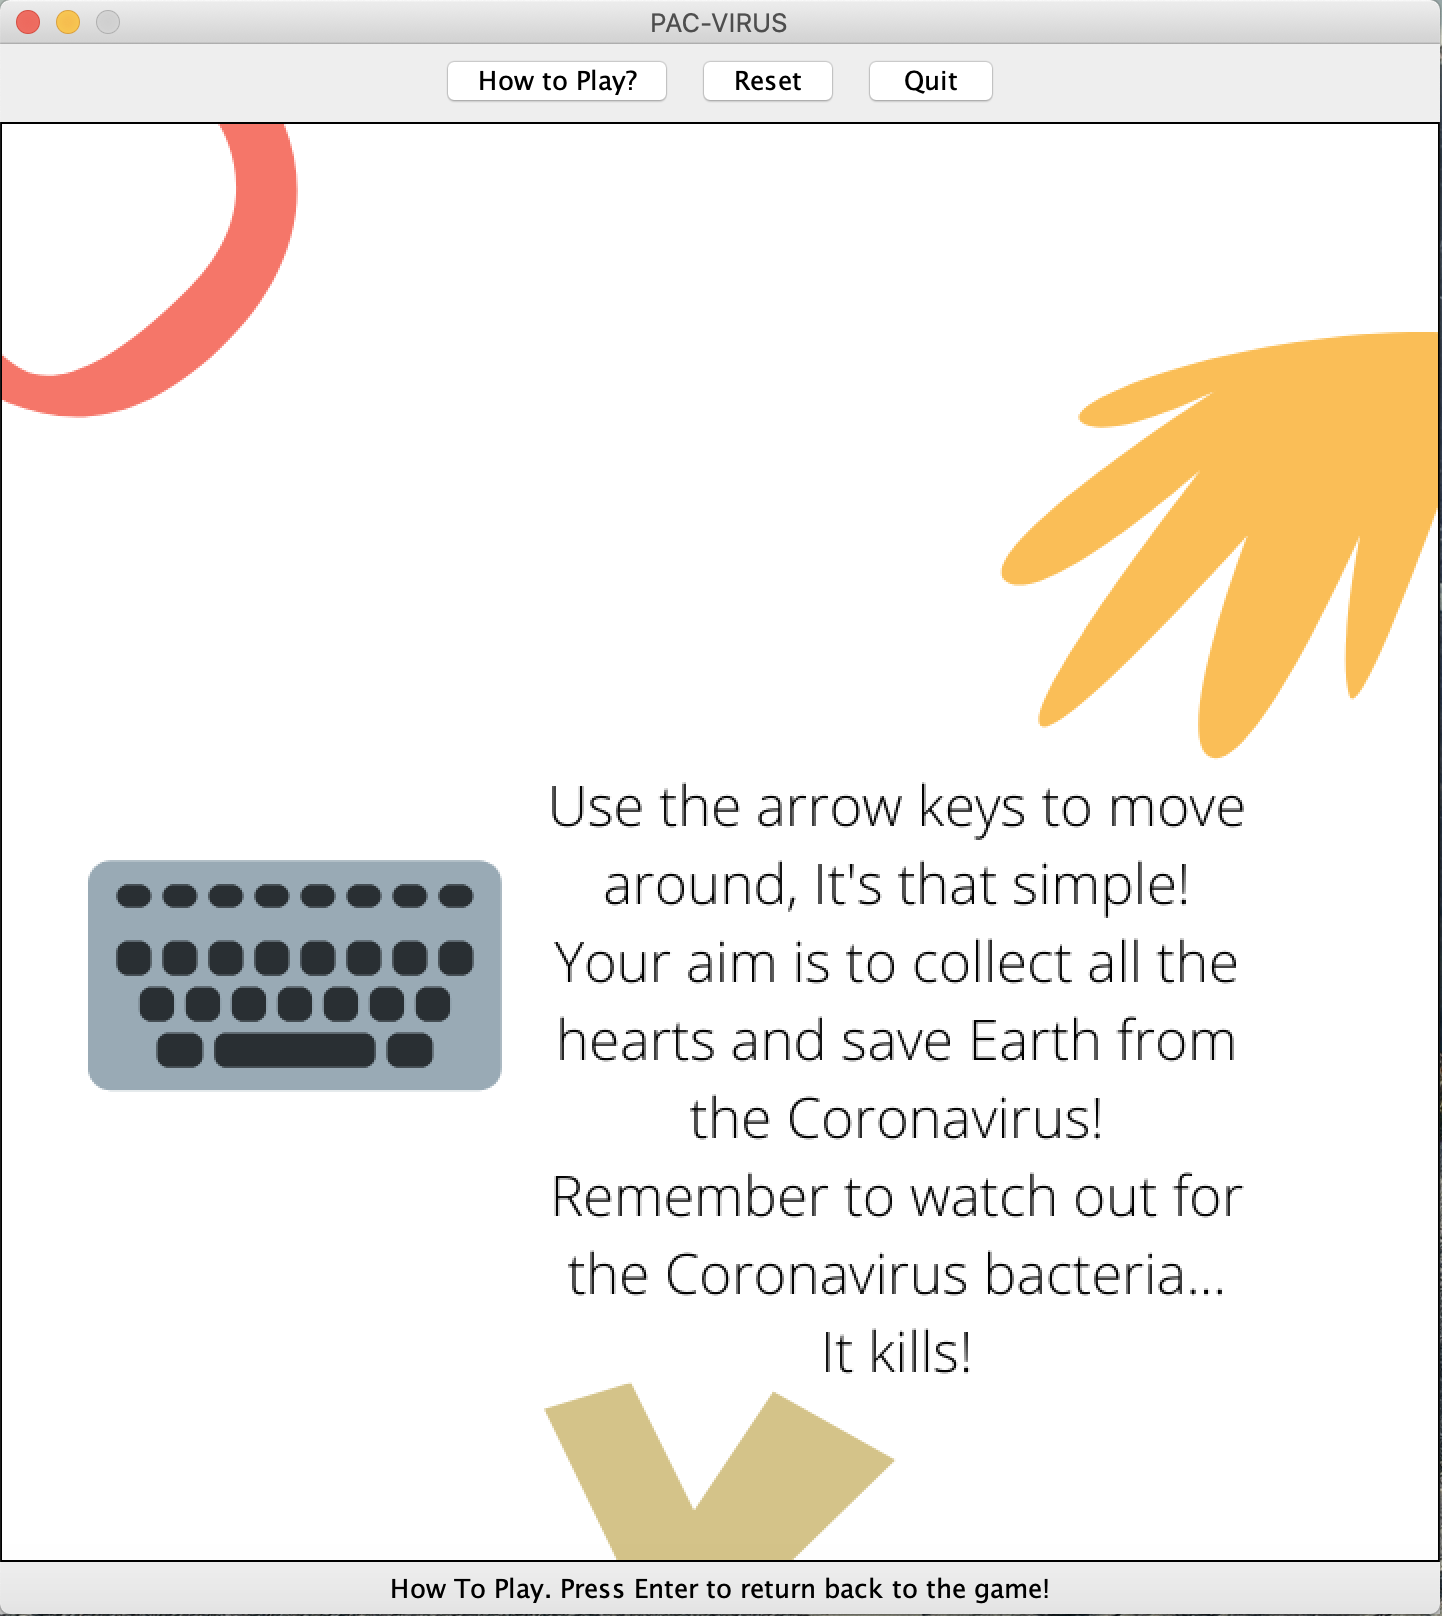 PAC-VIRUS
How to Play?
Reset
Quit
Use the arrow keys to move
around, It's that simple!
Your aim is to collect all the
hearts and save Earth from
the Coronavirus!
Remember to watch out for
the Coronavirus bacteria...
It kills!
How To Play. Press Enter to return back to the game!